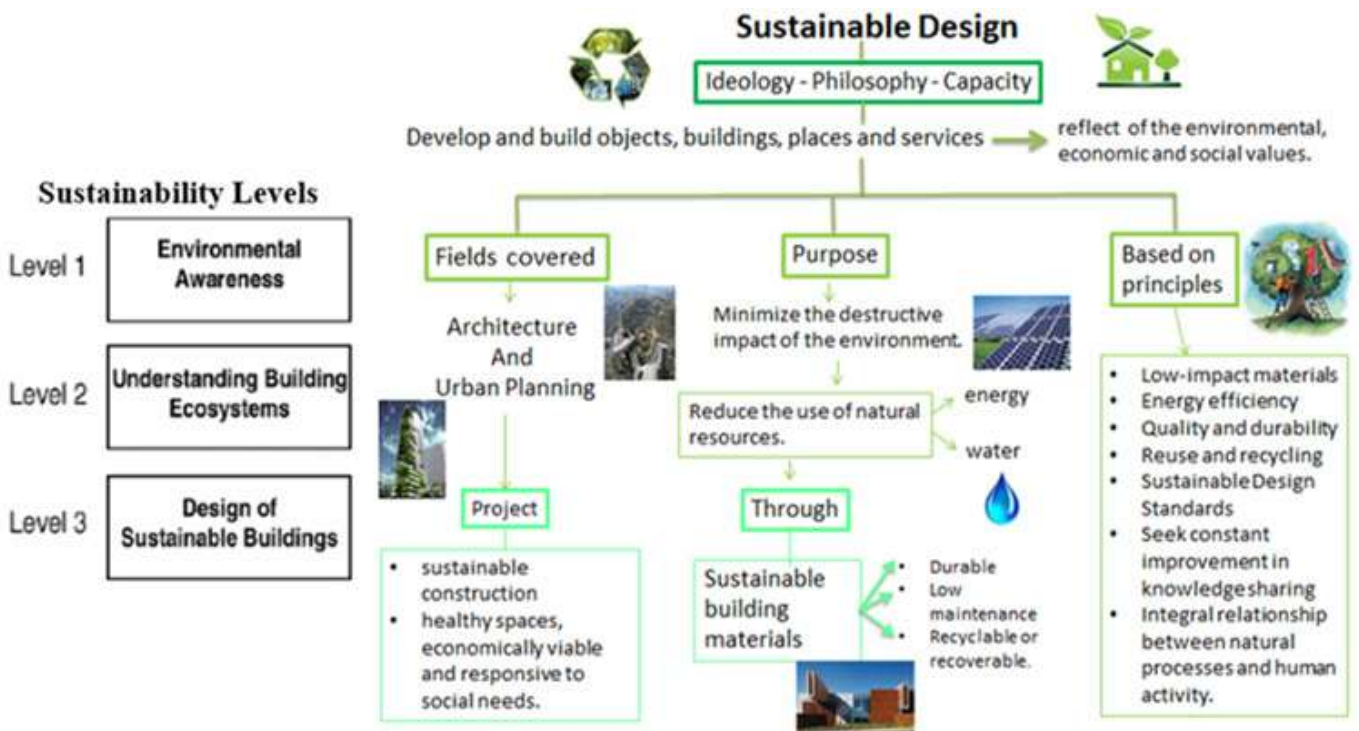 Sustainable Design
Ideology - Philosophy - Capacity
Develop and build objects, buildings, places and services
reflect of the environmental,
economic and social values.
Sustainability Levels
Level 1
Environmental
Awareness
Level 2
Understanding Building
Ecosystems
Level 3
Design of
Sustainable Buildings
Fields covered
Architecture
And
Urban Planning
Project
• sustainable
construction
• healthy spaces,
economically viable
and responsive to
social needs.
Purpose
Minimize the destructive
impact of the environment.
Reduce the use of natural
resources.
energy
water
Through
Sustainable
building
materials
• Durable
• Low
maintenance
• Recyclable or
recoverable.
Based on
principles
• Low-impact materials
• Energy efficiency
• Quality and durability
• Reuse and recycling
• Sustainable Design
Standards
• Seek constant
improvement in
knowledge sharing
• Integral relationship
between natural
processes and human
activity.